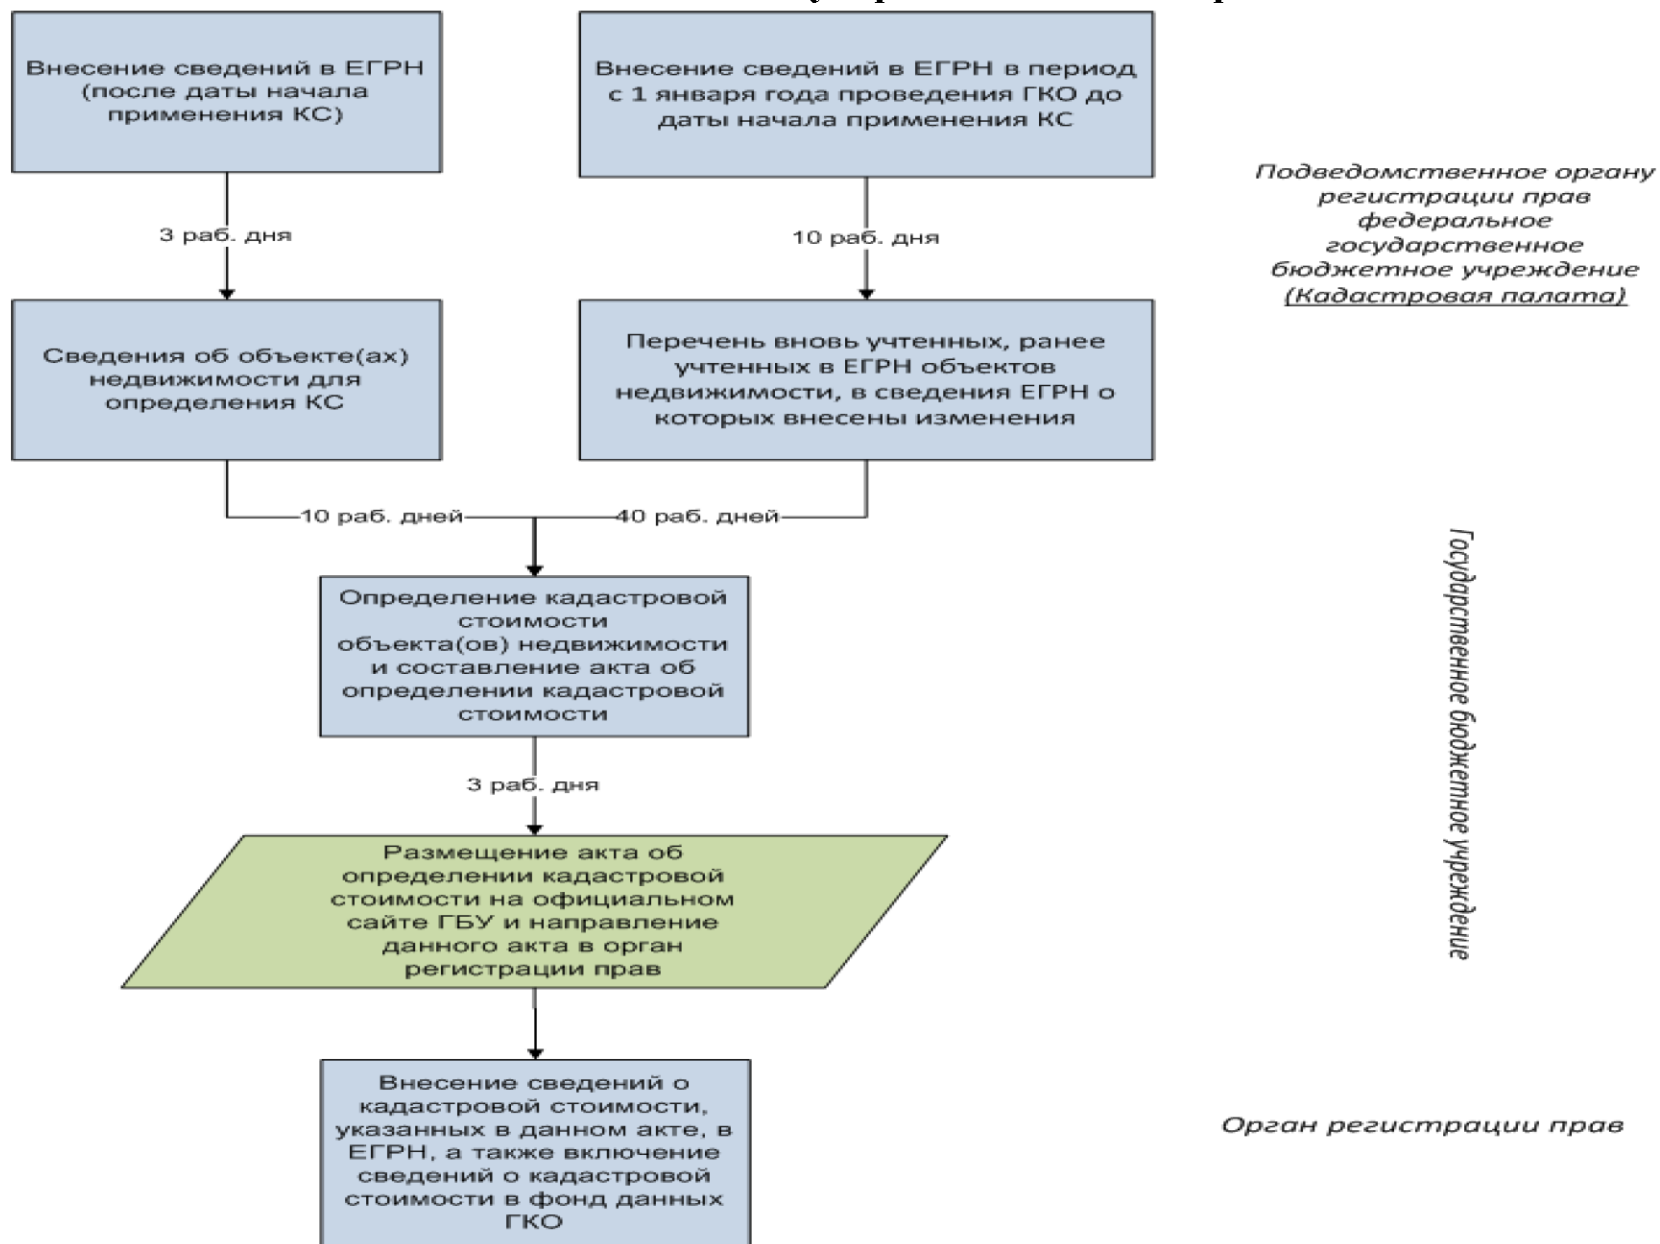 Внесение сведений в ЕГРН
(после даты начала
применения КС)
Внесение сведений в ЕГРН в период
с 1 января года проведения ГКО до
даты начала применения КС
Подведомственное органу
регистрации прав
федеральное
государственное
бюджетное учреждение
(Кадастровая палата)
3 раб. дня
10 раб. дня
Сведения об объекте(ах)
недвижимости для
определения КС
Перечень вновь учтенных, ранее
учтенных в ЕГРН объектов
недвижимости, в сведения ЕГРН о
которых внесены изменения
10 раб. дней
40 раб. дней
Государственное бюджетное учреждение
Определение кадастровой
стоимости
объекта(ов) недвижимости
и составление акта об
определении кадастровой
стоимости
3 раб. дня
Размещение акта об
определении кадастровой
стоимости на официальном
сайте ГБУ и направление
данного акта в орган
регистрации прав
Внесение сведений о
кадастровой стоимости,
указанных в данном акте, в
ЕГРН, а также включение
сведений о кадастровой
стоимости в фонд данных
ГКО
Орган регистрации прав